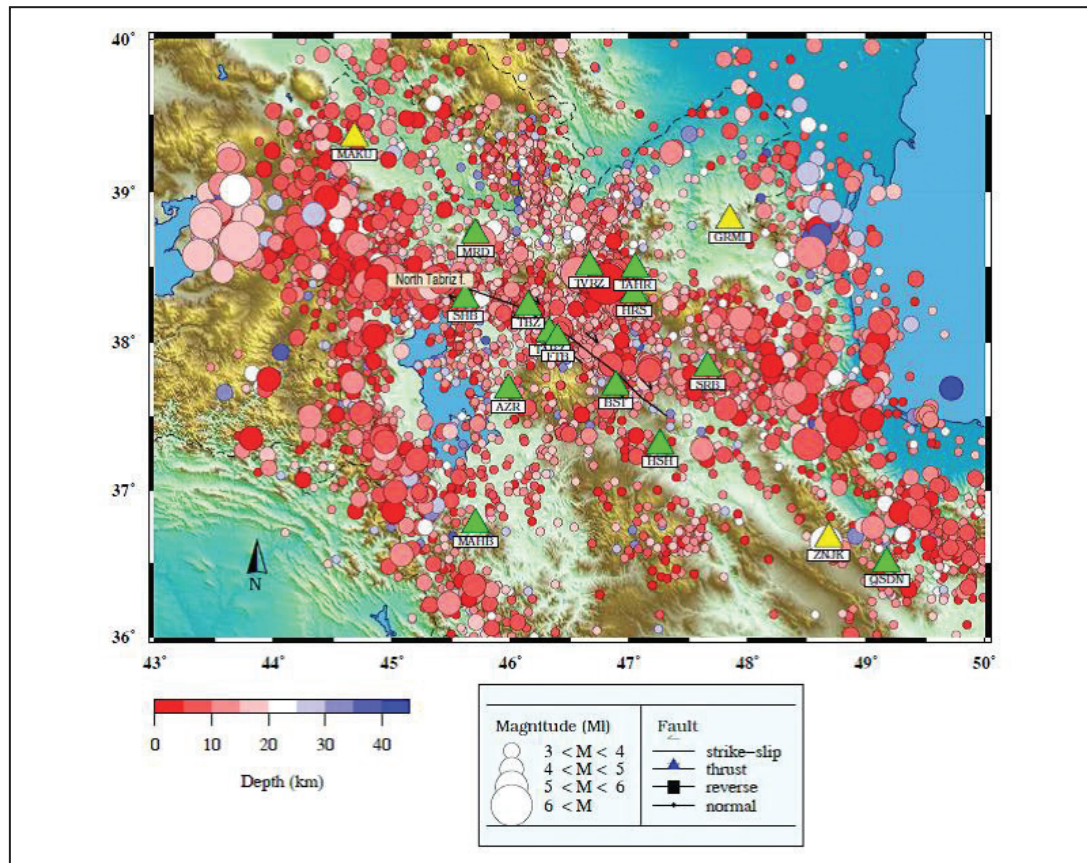 40˚
39˚
38˚
37˚
36˚
43˚ 44˚ 45˚ 46˚ 47˚ 48˚ 49˚ 50˚
MAKU
GRMI
MRD
North Tabriz f.
IAHR
SHB
HRS
TBZ
FTB
SRB
AZR
BST
HSH
MAHB
ZNJK
QSDN
N
0 10 20 30 40
Depth (km)
Magnitude (Ml)
3 < M < 4
4 < M < 5
5 < M < 6
6 < M
Fault
strike–slip
thrust
reverse
normal